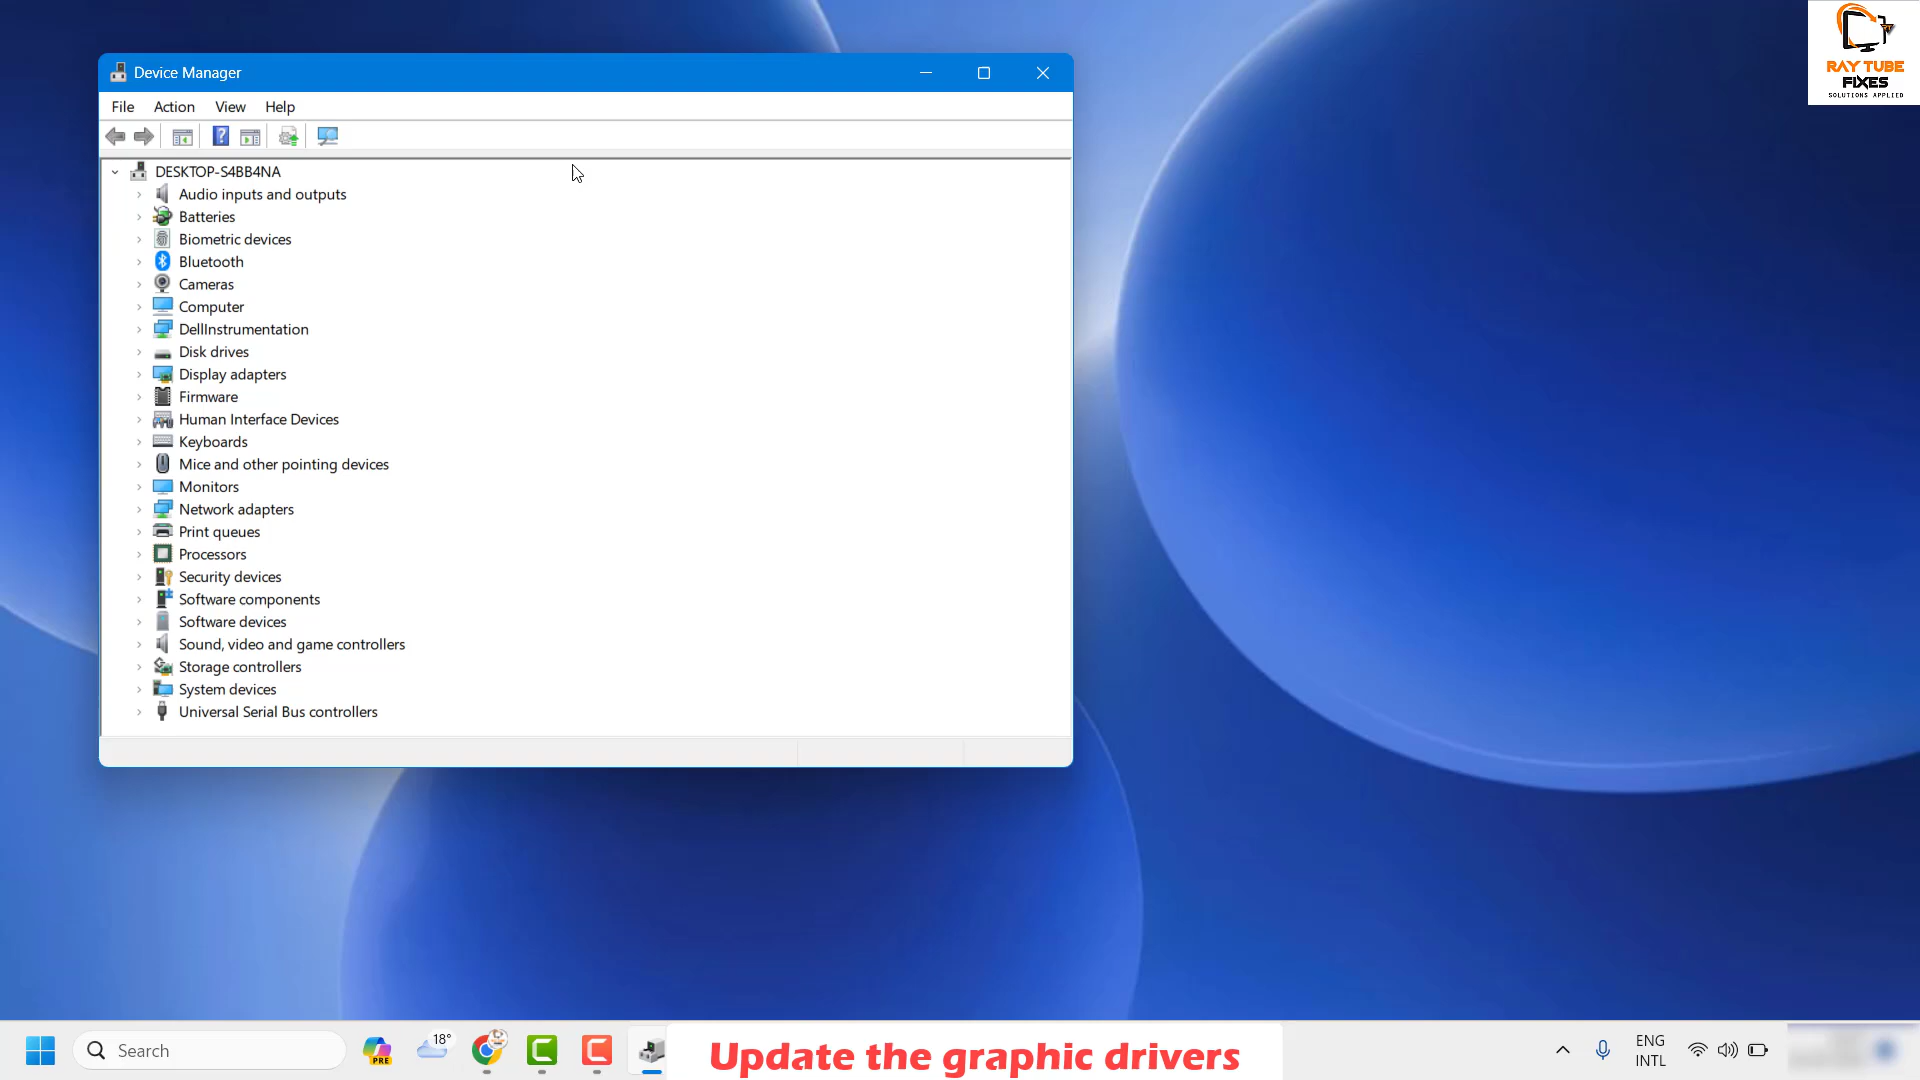 Device Manager
File Action View Help
DESKTOP-S4BB4NA
Audio inputs and outputs
Batteries
Biometric devices
Bluetooth
Cameras
Computer
DellInstrumentation
Disk drives
Display adapters
Firmware
Human Interface Devices
Keyboards
Mice and other pointing devices
Monitors
Network adapters
Print queues
Processors
Security devices
Software components
Software devices
Sound, video and game controllers
Storage controllers
System devices
Universal Serial Bus controllers
RAY TUBE
FIXES
SOLUTIONS APPLIED
Search
PRE
18°
Update the graphic drivers
ENG
INTL